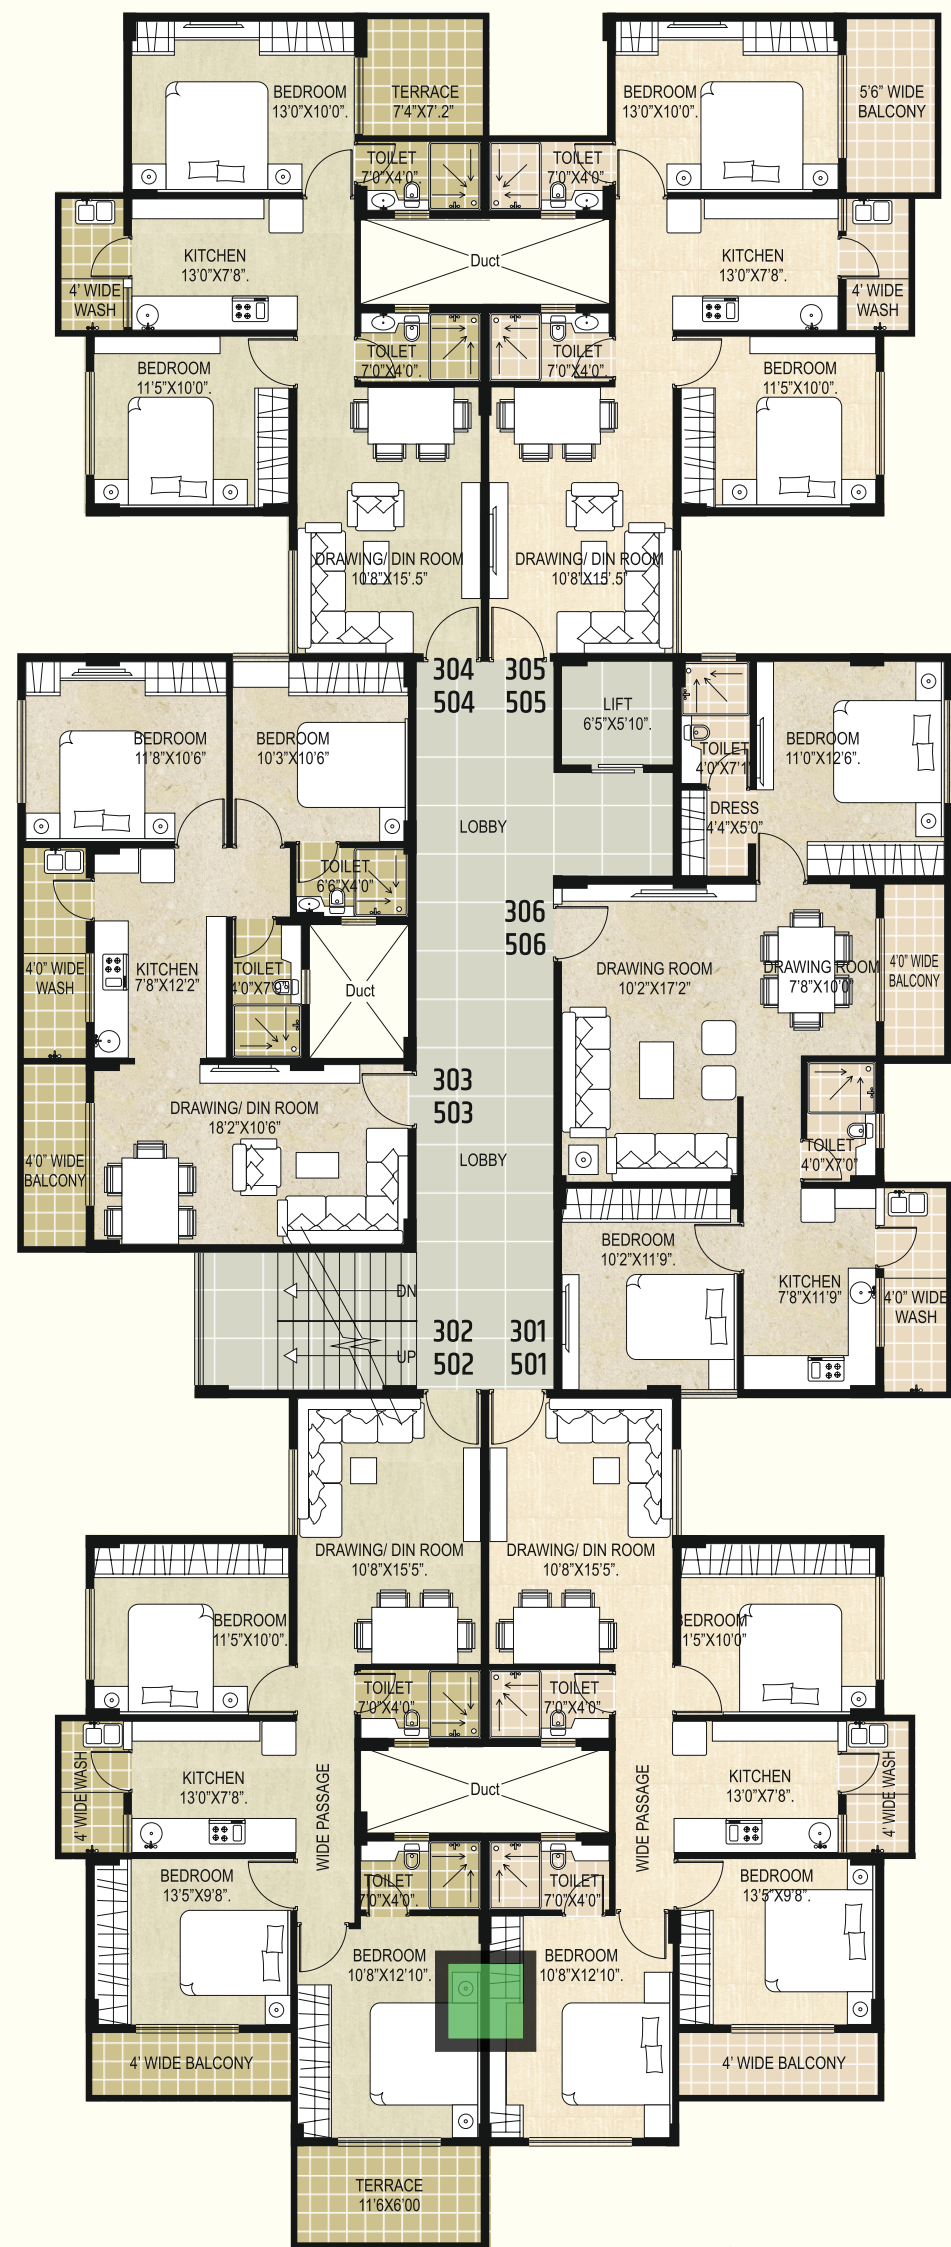 BEDROOM
13'0"X10'0".
TERRACE
7'4"X7'.2"
BEDROOM
13'0"X10'0".
5'6" WIDE
BALCONY
TOILET
7'0"X4'0".
TOILET
7'0"X4'0".
KITCHEN
13'0"X7'8".
Duct
KITCHEN
13'0"X7'8".
4' WIDE
WASH
4' WIDE
WASH
TOILET
7'0"X4'0".
TOILET
7'0"X4'0".
BEDROOM
11'5"X10'0".
BEDROOM
11'5"X10'0".
DRAWING/ DIN ROOM
10'8"X15'.5"
DRAWING/ DIN ROOM
10'8"X15'.5"
304
504
305
505
LIFT
6'5"X5'10".
BEDROOM
11'8"X10'6"
BEDROOM
10'3"X10'6"
TOILET
4'0"X7'1"
BEDROOM
11'0"X12'6".
LOBBY
DRESS
4'4"X5'0"
TOILET
6'6"X4'0"
306
506
4'0" WIDE
WASH
KITCHEN
7'8"X12'2"
TOILET
4'0"X7'0"
Duct
DRAWING ROOM
10'2"X17'2"
DRAWING ROOM
7'8"X10'0"
4'0" WIDE
BALCONY
303
503
DRAWING/ DIN ROOM
18'2"X10'6"
4'0" WIDE
BALCONY
LOBBY
TOILET
4'0"X7'0"
BEDROOM
10'2"X11'9".
KITCHEN
7'8"X11'9"
4'0" WIDE
WASH
DN
UP
302
502
301
501
DRAWING/ DIN ROOM
10'8"X15'5".
DRAWING/ DIN ROOM
10'8"X15'5".
BEDROOM
11'5"X10'0".
BEDROOM
11'5"X10'0"
TOILET
7'0"X4'0".
TOILET
7'0"X4'0".
4' WIDE WASH
KITCHEN
13'0"X7'8".
WIDE PASSAGE
Duct
WIDE PASSAGE
KITCHEN
13'0"X7'8".
4' WIDE WASH
BEDROOM
13'5"X9'8".
TOILET
7'0"X4'0".
TOILET
7'0"X4'0".
BEDROOM
13'5"X9'8".
BEDROOM
10'8"X12'10".
BEDROOM
10'8"X12'10".
4' WIDE BALCONY
4' WIDE BALCONY
TERRACE
11'6X6'00